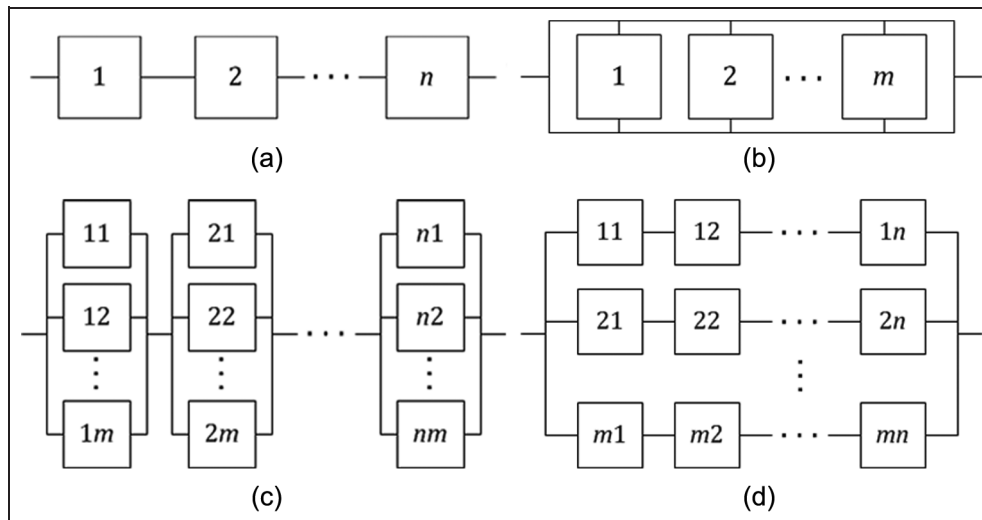 1 2 ... n
1 2 ... m
(a) (b)
11 21 n1
11 12 ... 1n
12 22 ... n2
21 22 ... 2n
⋮ ⋮ ⋮
⋮
1m 2m nm
m1 m2 ... mn
(c) (d)